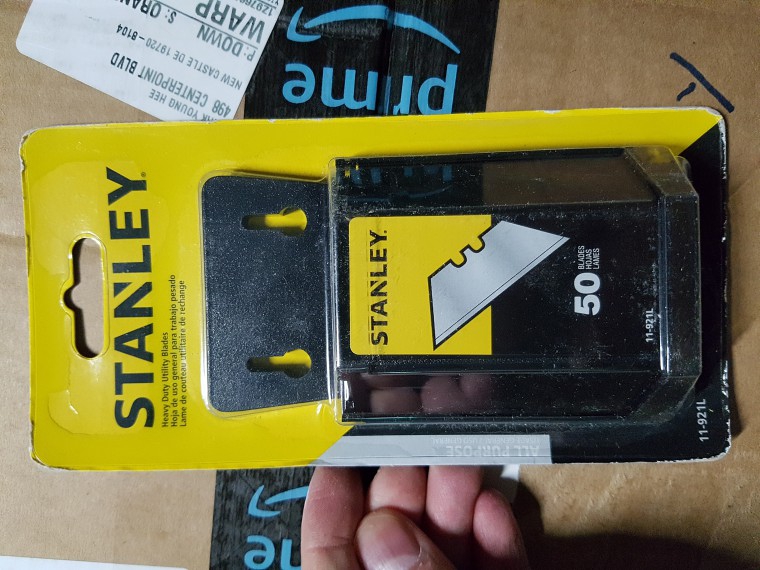 STANLEY®
Heavy Duty Utility Blades
Hoja de uso general para trabajo pesado
Lame de couteau utilitaire de rechange
STANLEY.
50
BLADES
HOJAS
LAMES
11-921L
11-921L
ALL PURPOSE
prime
prime
YOUNG HEE
498 CENTERPOINT BLVD
NEW CASTLE DE 19720-8104
P: DOWN
WARP